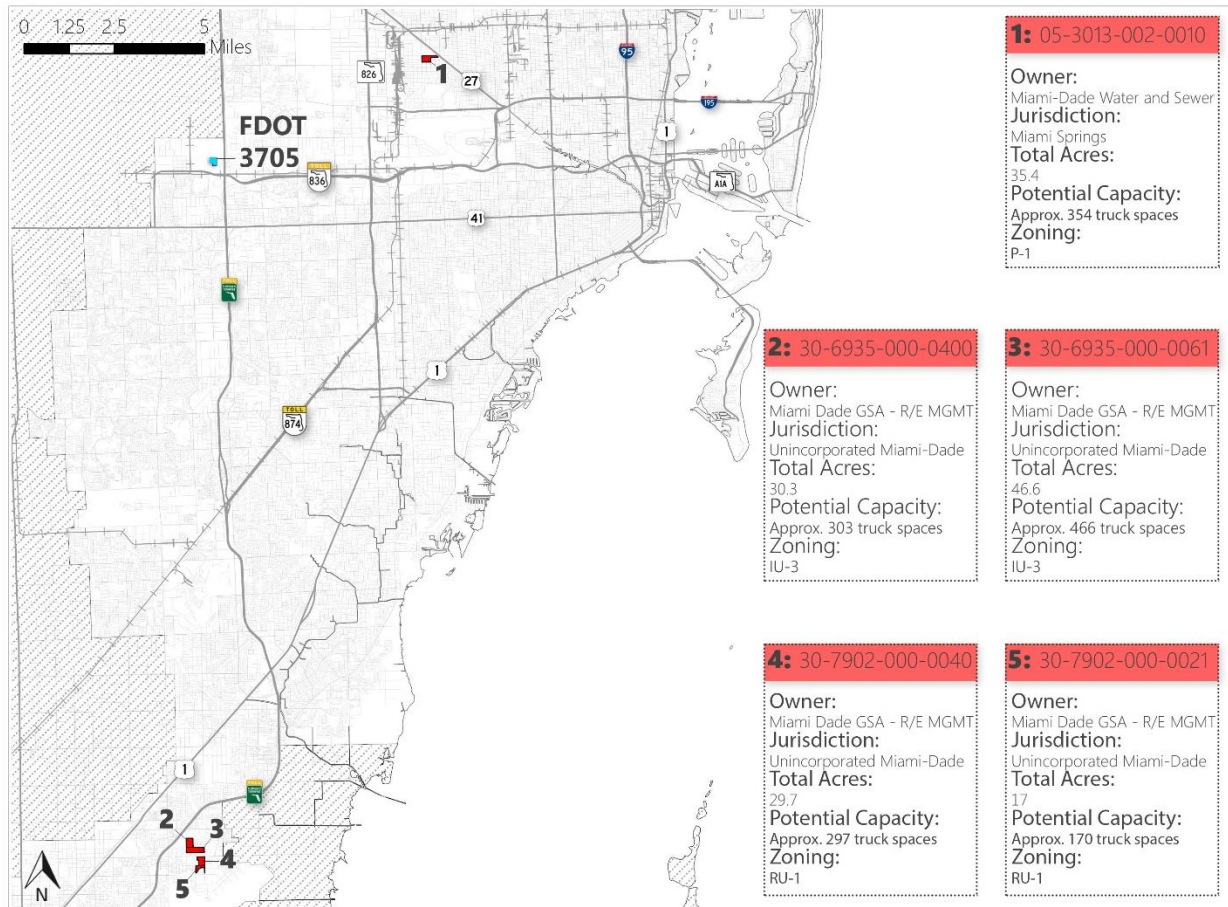 0 1.25 2.5 5
Miles
826
1
27
95
195
1
FDOT
3705
TOLL
836
A1A
41
1
TOLL
874
1
2
3
4
5
N
1: 05-3013-002-0010
Owner:
Miami-Dade Water and Sewer
Jurisdiction:
Miami Springs
Total Acres:
35.4
Potential Capacity:
Approx. 354 truck spaces
Zoning:
P-1
2: 30-6935-000-0400
Owner:
Miami Dade GSA - R/E MGMT
Jurisdiction:
Unincorporated Miami-Dade
Total Acres:
30.3
Potential Capacity:
Approx. 303 truck spaces
Zoning:
IU-3
3: 30-6935-000-0061
Owner:
Miami Dade GSA - R/E MGMT
Jurisdiction:
Unincorporated Miami-Dade
Total Acres:
46.6
Potential Capacity:
Approx. 466 truck spaces
Zoning:
IU-3
4: 30-7902-000-0040
Owner:
Miami Dade GSA - R/E MGMT
Jurisdiction:
Unincorporated Miami-Dade
Total Acres:
29.7
Potential Capacity:
Approx. 297 truck spaces
Zoning:
RU-1
5: 30-7902-000-0021
Owner:
Miami Dade GSA - R/E MGMT
Jurisdiction:
Unincorporated Miami-Dade
Total Acres:
17
Potential Capacity:
Approx. 170 truck spaces
Zoning:
RU-1